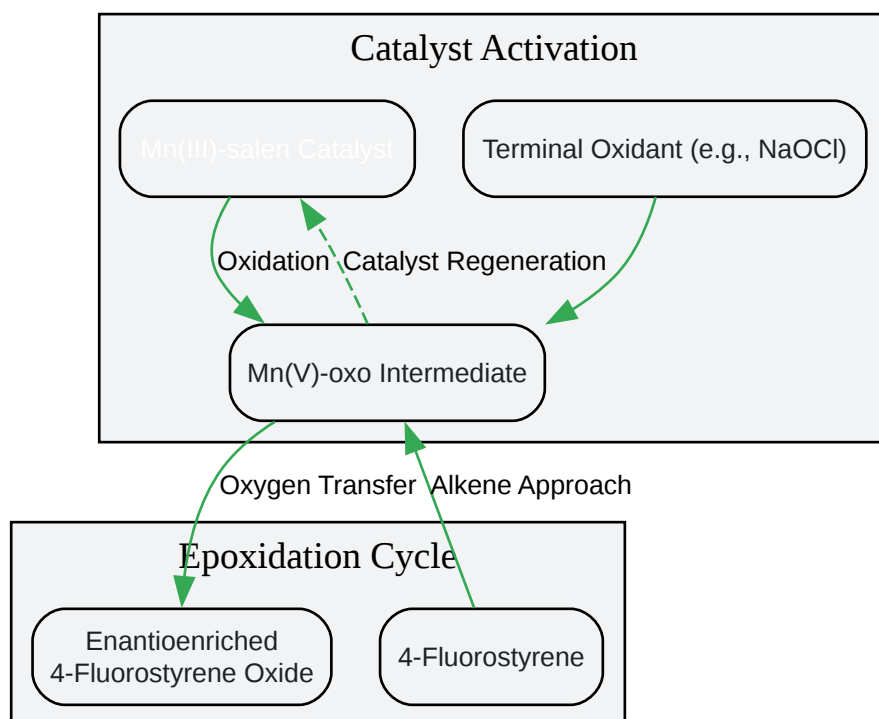 Catalyst Activation
Mn(III)-salen Catalyst
Terminal Oxidant (e.g., NaOCl)
Oxidation
Catalyst Regeneration
Mn(V)-oxo Intermediate
Oxygen Transfer
Alkene Approach
Epoxidation Cycle
Enantioenriched
4-Fluorostyrene Oxide
4-Fluorostyrene